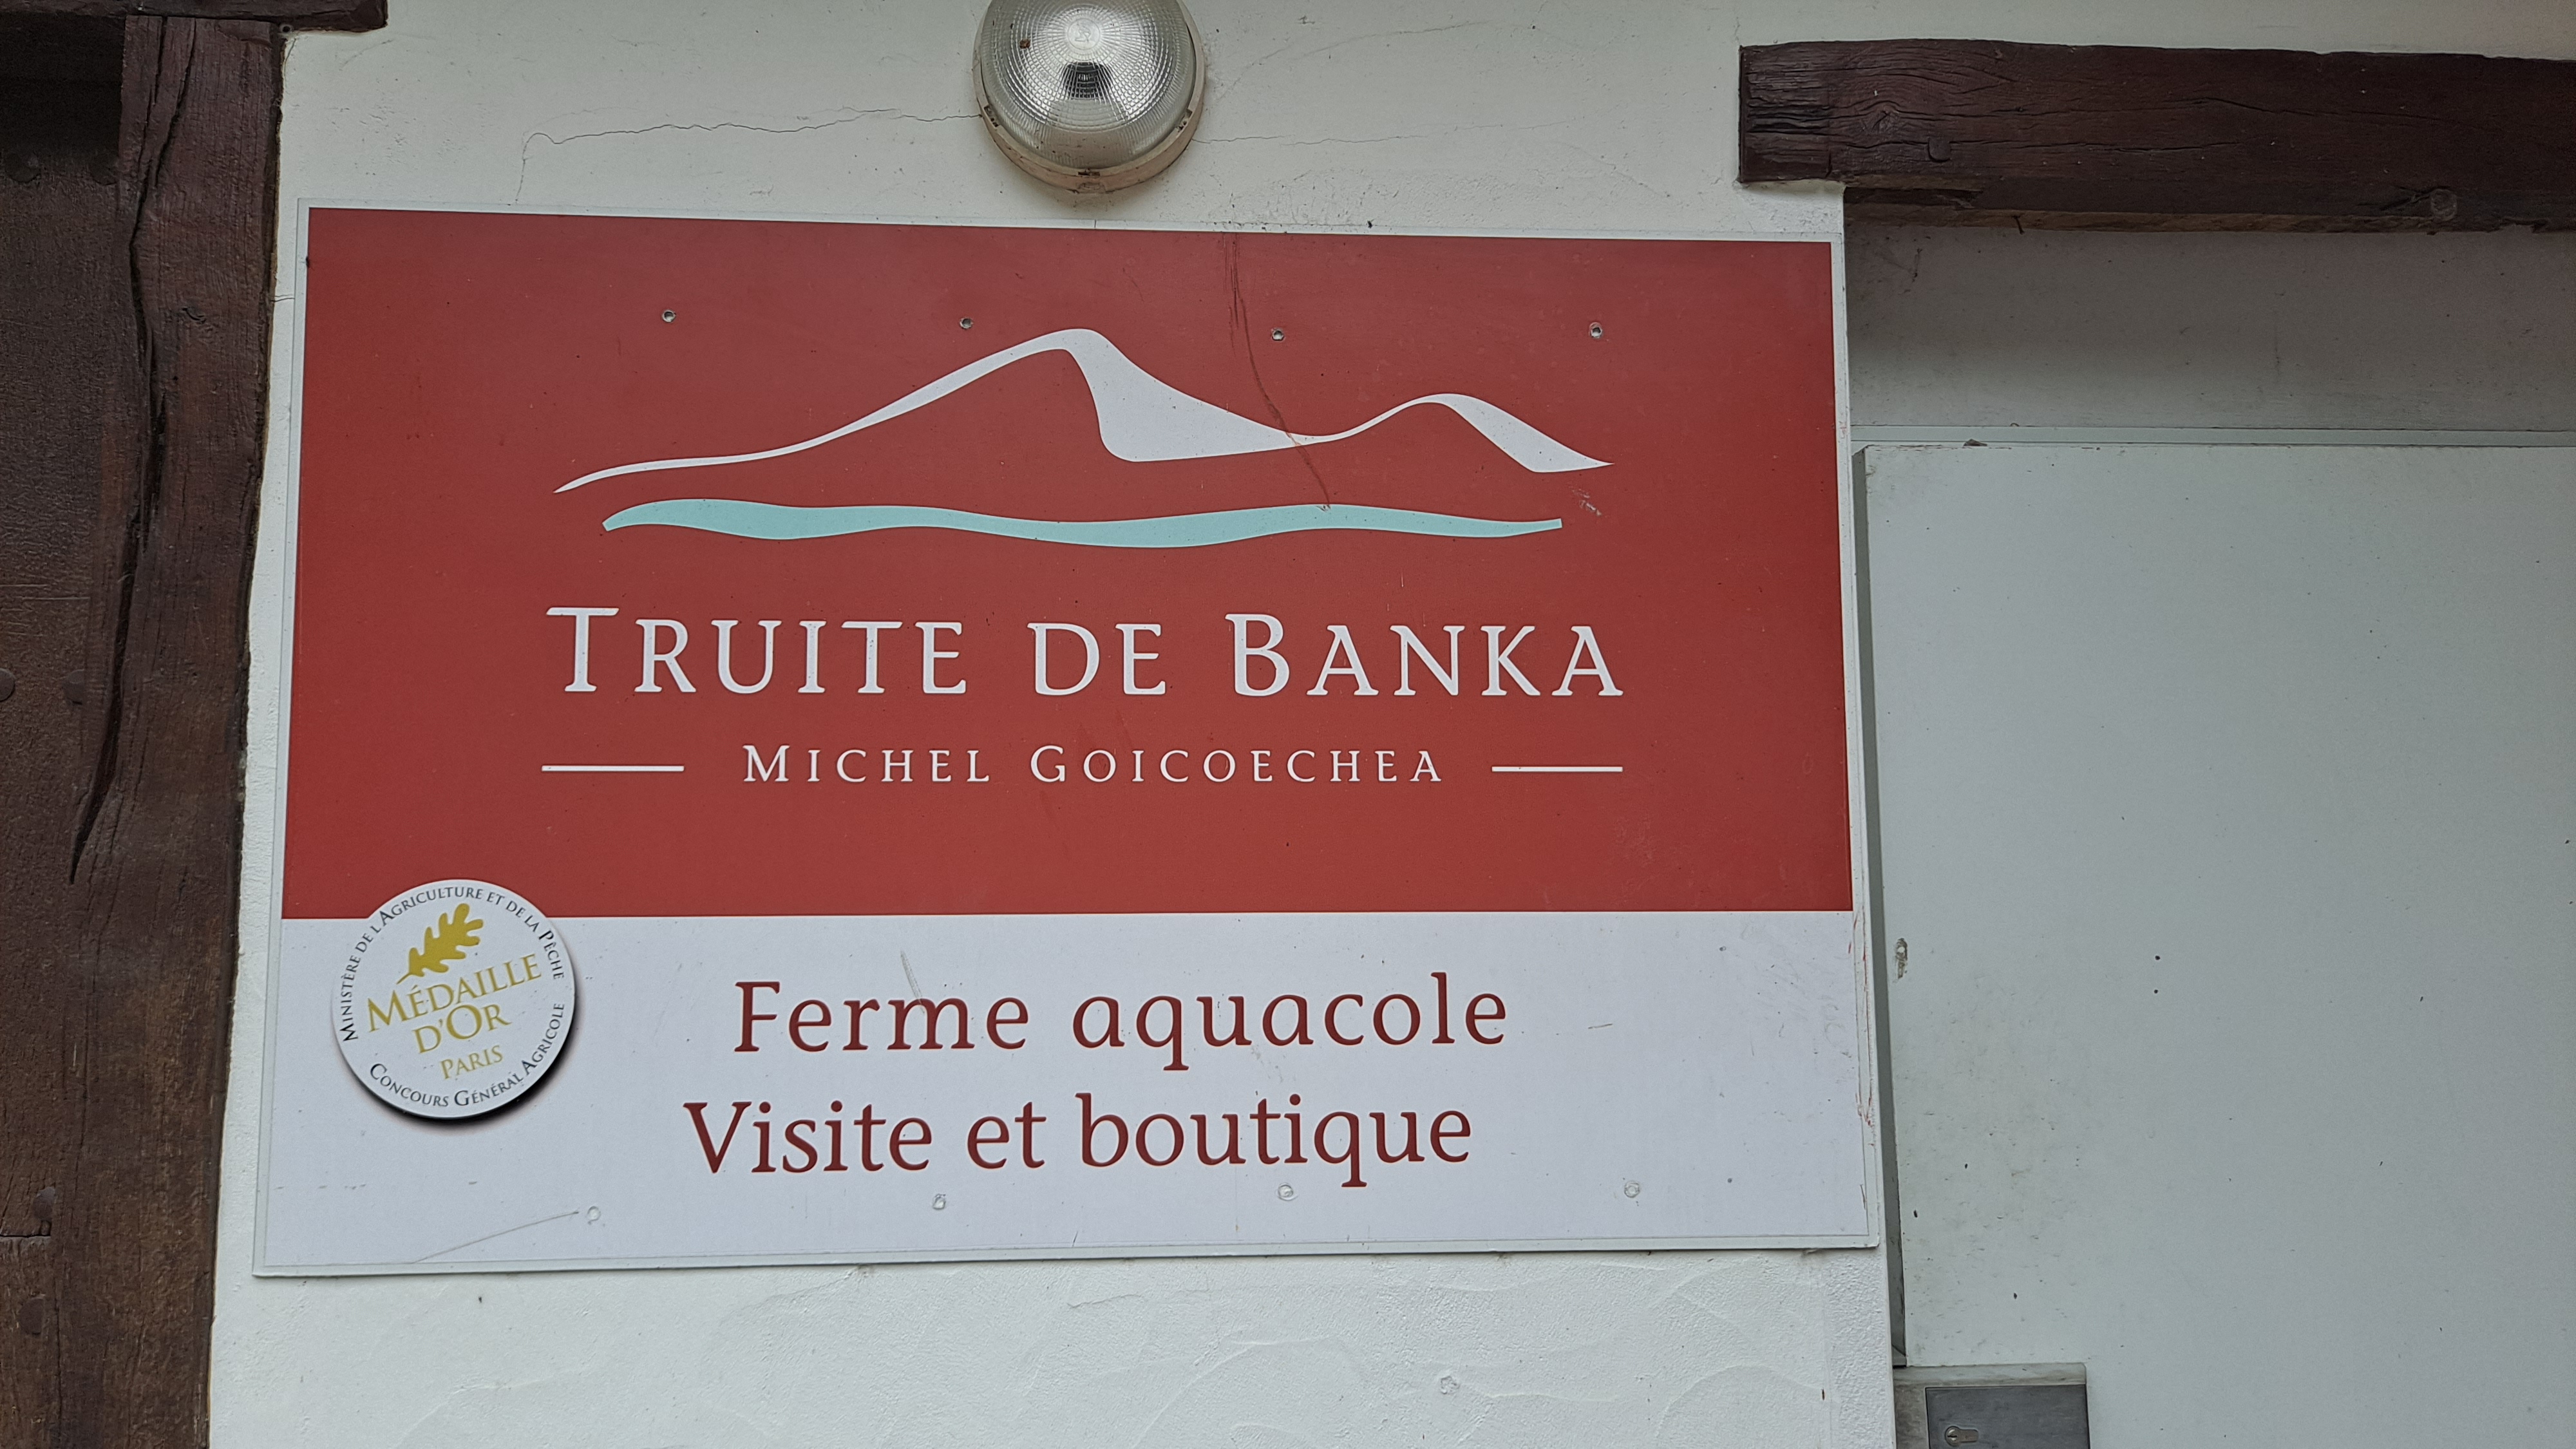 TRUITE DE BANKA
MICHEL GOICOECHEA
MINISTÈRE DE L'AGRICULTURE ET DE LA PÊCHE
MÉDAILLE
D'OR
PARIS
CONCOURS GÉNÉRAL AGRICOLE
Ferme aquacole
Visite et boutique